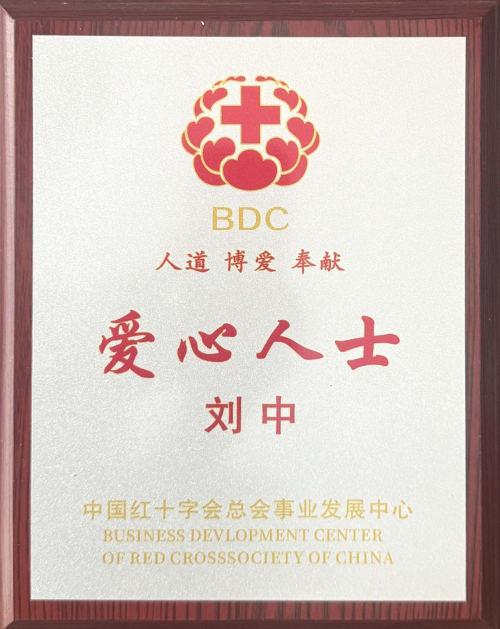 BDC
人道 博爱 奉献
爱心人士
刘中
中国红十字会总会事业发展中心
BUSINESS DEVLOPMENT CENTER
OF RED CROSSSOCIETY OF CHINA